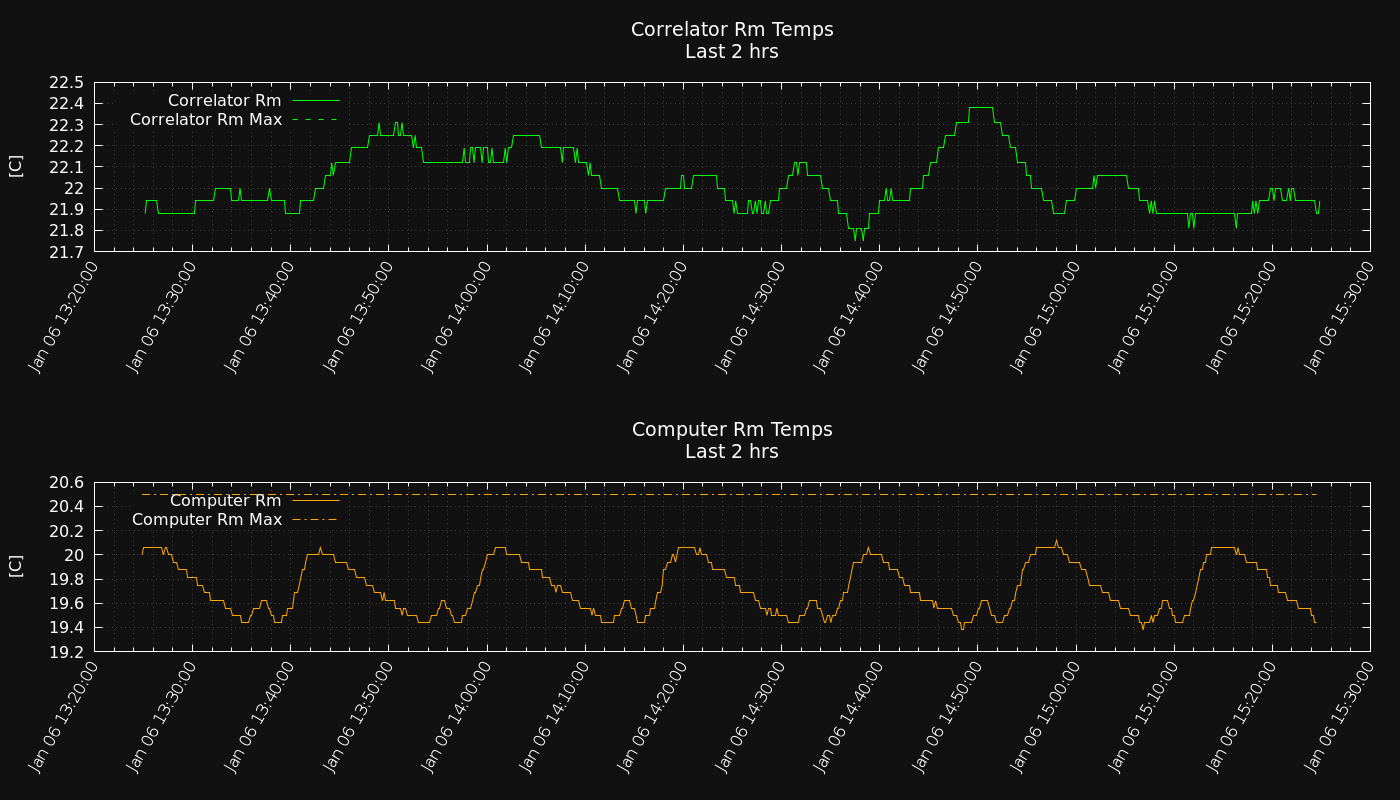 Correlator Rm Temps
Last 2 hrs
22.5
22.4
22.3
22.2
22.1
22
21.9
21.8
21.7
[C]
Correlator Rm
Correlator Rm Max
Jan 06 13:20:00
Jan 06 13:30:00
Jan 06 13:40:00
Jan 06 13:50:00
Jan 06 14:00:00
Jan 06 14:10:00
Jan 06 14:20:00
Jan 06 14:30:00
Jan 06 14:40:00
Jan 06 14:50:00
Jan 06 15:00:00
Jan 06 15:10:00
Jan 06 15:20:00
Jan 06 15:30:00
Computer Rm Temps
Last 2 hrs
20.6
20.4
20.2
20
19.8
19.6
19.4
19.2
[C]
Computer Rm
Computer Rm Max
Jan 06 13:20:00
Jan 06 13:30:00
Jan 06 13:40:00
Jan 06 13:50:00
Jan 06 14:00:00
Jan 06 14:10:00
Jan 06 14:20:00
Jan 06 14:30:00
Jan 06 14:40:00
Jan 06 14:50:00
Jan 06 15:00:00
Jan 06 15:10:00
Jan 06 15:20:00
Jan 06 15:30:00